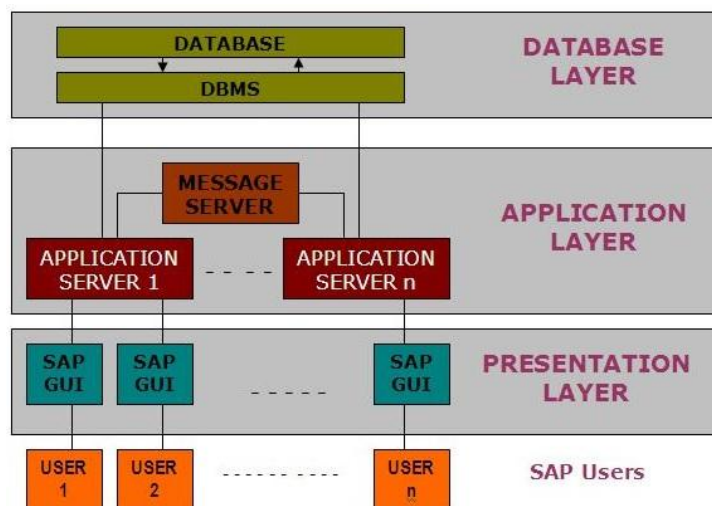 DATABASE
DBMS
DATABASE
LAYER
MESSAGE
SERVER
APPLICATION
SERVER 1
APPLICATION
SERVER n
APPLICATION
LAYER
SAP
GUI
SAP
GUI
SAP
GUI
PRESENTATION
LAYER
USER
1
USER
2
USER
n
SAP Users